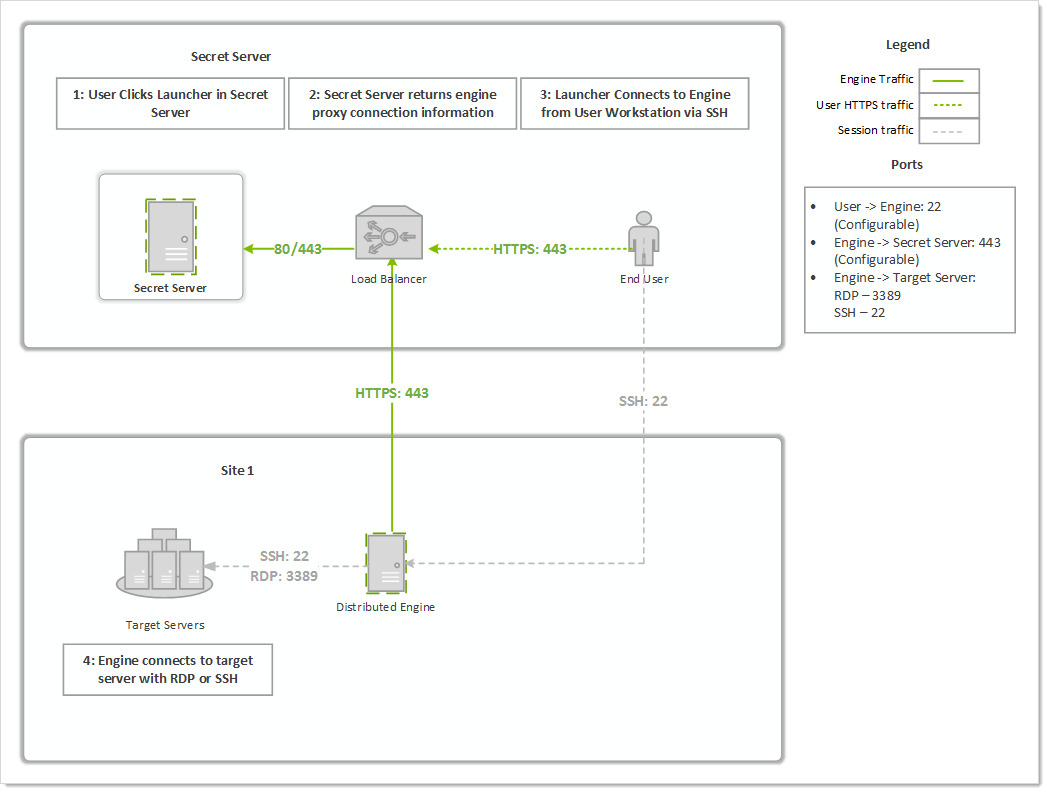 Secret Server
1: User Clicks Launcher in Secret
Server
2: Secret Server returns engine
proxy connection information
3: Launcher Connects to Engine
from User Workstation via SSH
Legend
Engine Traffic
User HTTPS traffic
Session traffic
Ports
• User -> Engine: 22
(Configurable)
• Engine -> Secret Server: 443
(Configurable)
• Engine -> Target Server:
RDP – 3389
SSH – 22
80/443
HTTPS: 443
Secret Server
Load Balancer
End User
HTTPS: 443
SSH: 22
Site 1
SSH: 22
RDP: 3389
Distributed Engine
Target Servers
4: Engine connects to target
server with RDP or SSH